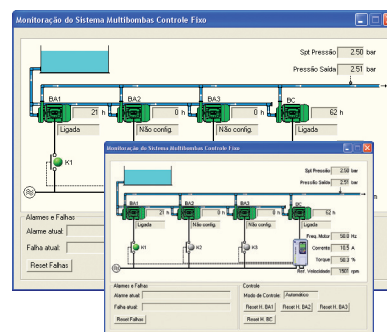 Monitoração do Sistema Multibombas Controle Fixo
Spt Pressão 2.50 bar
Pressão Saída 2.51 bar
BA1 BA2 BA3 BC
21 h 0 h 0 h 62 h
Ligada Não config. Não config. Ligada
K1
Alarmes e Falhas
Alarme atual:
Falha atual:
Reset Falhas
Monitoração do Sistema Multibombas Controle Fixo
Spt Pressão 2.50 bar
Pressão Saída 2.51 bar
BA1 BA2 BA3 BC
21 h 0 h 0 h 62 h
Ligada Não config. Não config. Ligada
K1 K2 K3
Freq. Motor 50.0 Hz
Corrente 10.5 A
Torque 50.3 %
Ref. Velocidade 1501 rpm
Alarmes e Falhas
Alarme atual:
Falha atual:
Reset Falhas
Controle
Modo de Controle: Automático
Reset H. BA1 Reset H. BA2 Reset H. BA3
Reset H. BC